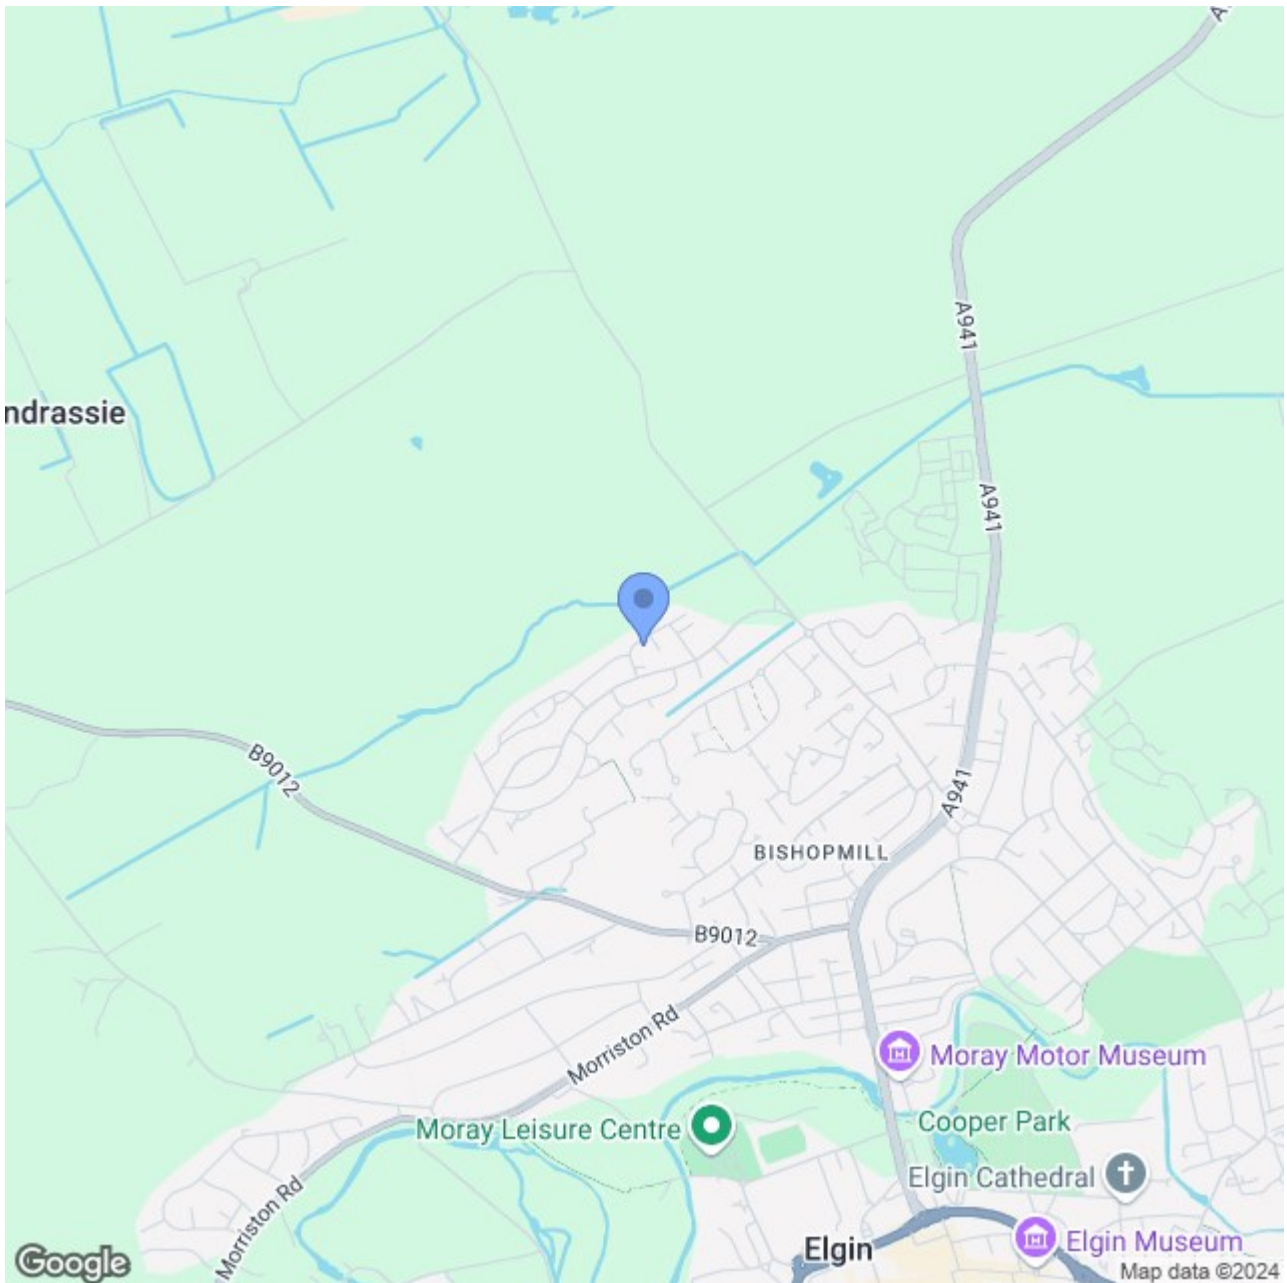 A941
ndrassie
A941
B9012
A941
BISHOPMILL
B9012
Morriston Rd
Moray Motor Museum
Moray Leisure Centre
Cooper Park
Elgin Cathedral
Morriston Rd
Elgin
Elgin Museum
Google
Map data ©2024